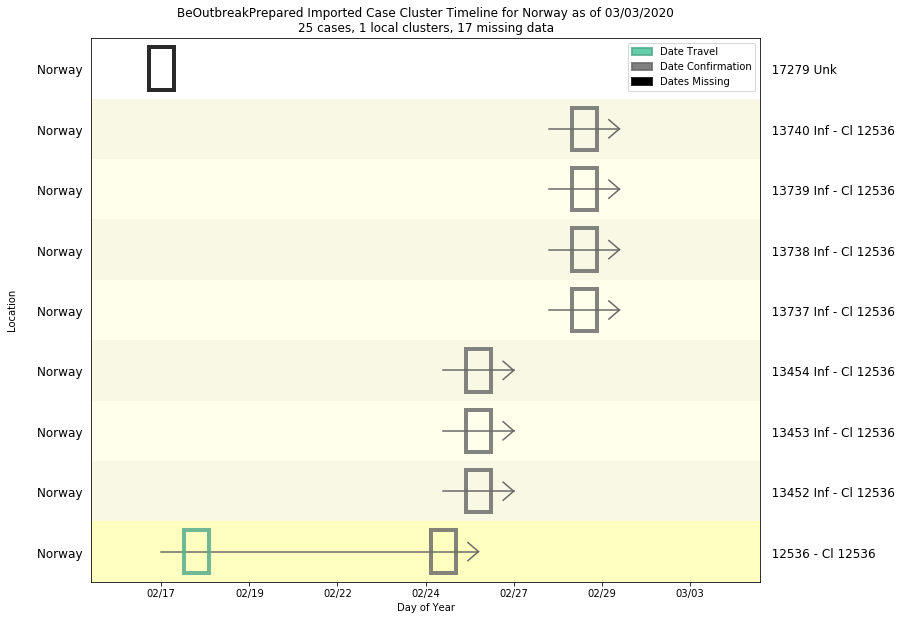 BeOutbreakPrepared Imported Case Cluster Timeline for Norway as of 03/03/2020
25 cases, 1 local clusters, 17 missing data
Date Travel
Date Confirmation
Dates Missing
Norway 17279 Unk
Norway 13740 Inf - Cl 12536
Norway 13739 Inf - Cl 12536
Norway 13738 Inf - Cl 12536
Norway 13737 Inf - Cl 12536
Norway 13454 Inf - Cl 12536
Norway 13453 Inf - Cl 12536
Norway 13452 Inf - Cl 12536
Norway 12536 - Cl 12536
Location
02/17 02/19 02/22 02/24 02/27 02/29 03/03
Day of Year